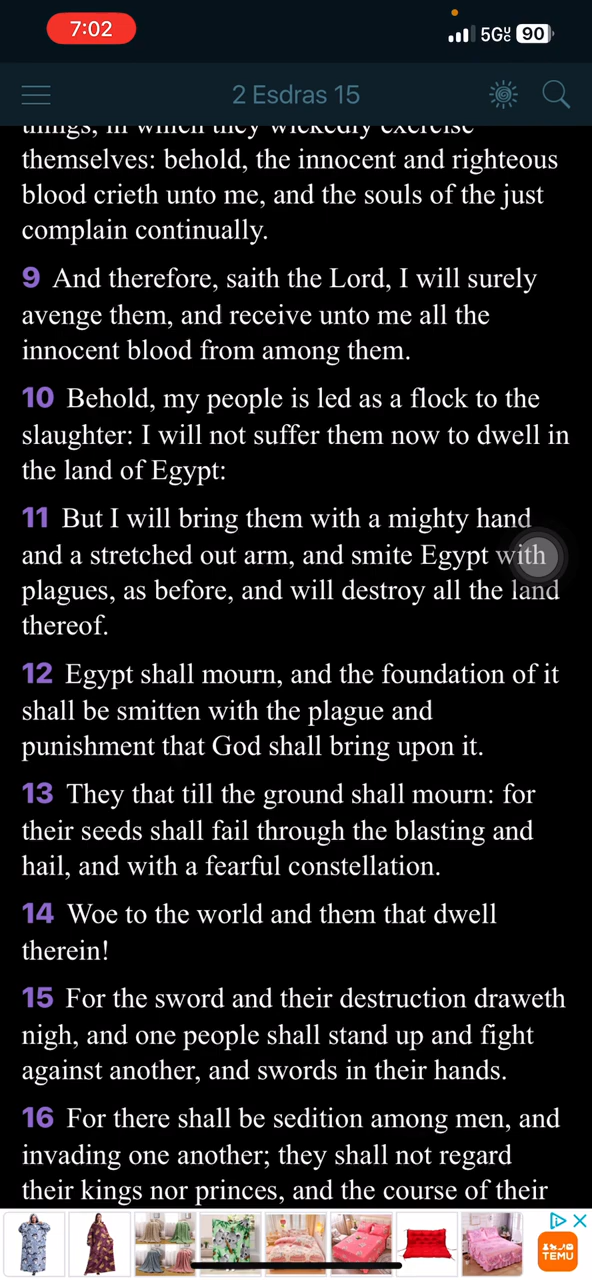 7:02
5G UC 90
2 Esdras 15
things, in which they wickedly exercise
themselves: behold, the innocent and righteous
blood crieth unto me, and the souls of the just
complain continually.
9 And therefore, saith the Lord, I will surely
avenge them, and receive unto me all the
innocent blood from among them.
10 Behold, my people is led as a flock to the
slaughter: I will not suffer them now to dwell in
the land of Egypt:
11 But I will bring them with a mighty hand
and a stretched out arm, and smite Egypt with
plagues, as before, and will destroy all the land
thereof.
12 Egypt shall mourn, and the foundation of it
shall be smitten with the plague and
punishment that God shall bring upon it.
13 They that till the ground shall mourn: for
their seeds shall fail through the blasting and
hail, and with a fearful constellation.
14 Woe to the world and them that dwell
therein!
15 For the sword and their destruction draweth
nigh, and one people shall stand up and fight
against another, and swords in their hands.
16 For there shall be sedition among men, and
invading one another; they shall not regard
their kings nor princes, and the course of their
TEMU